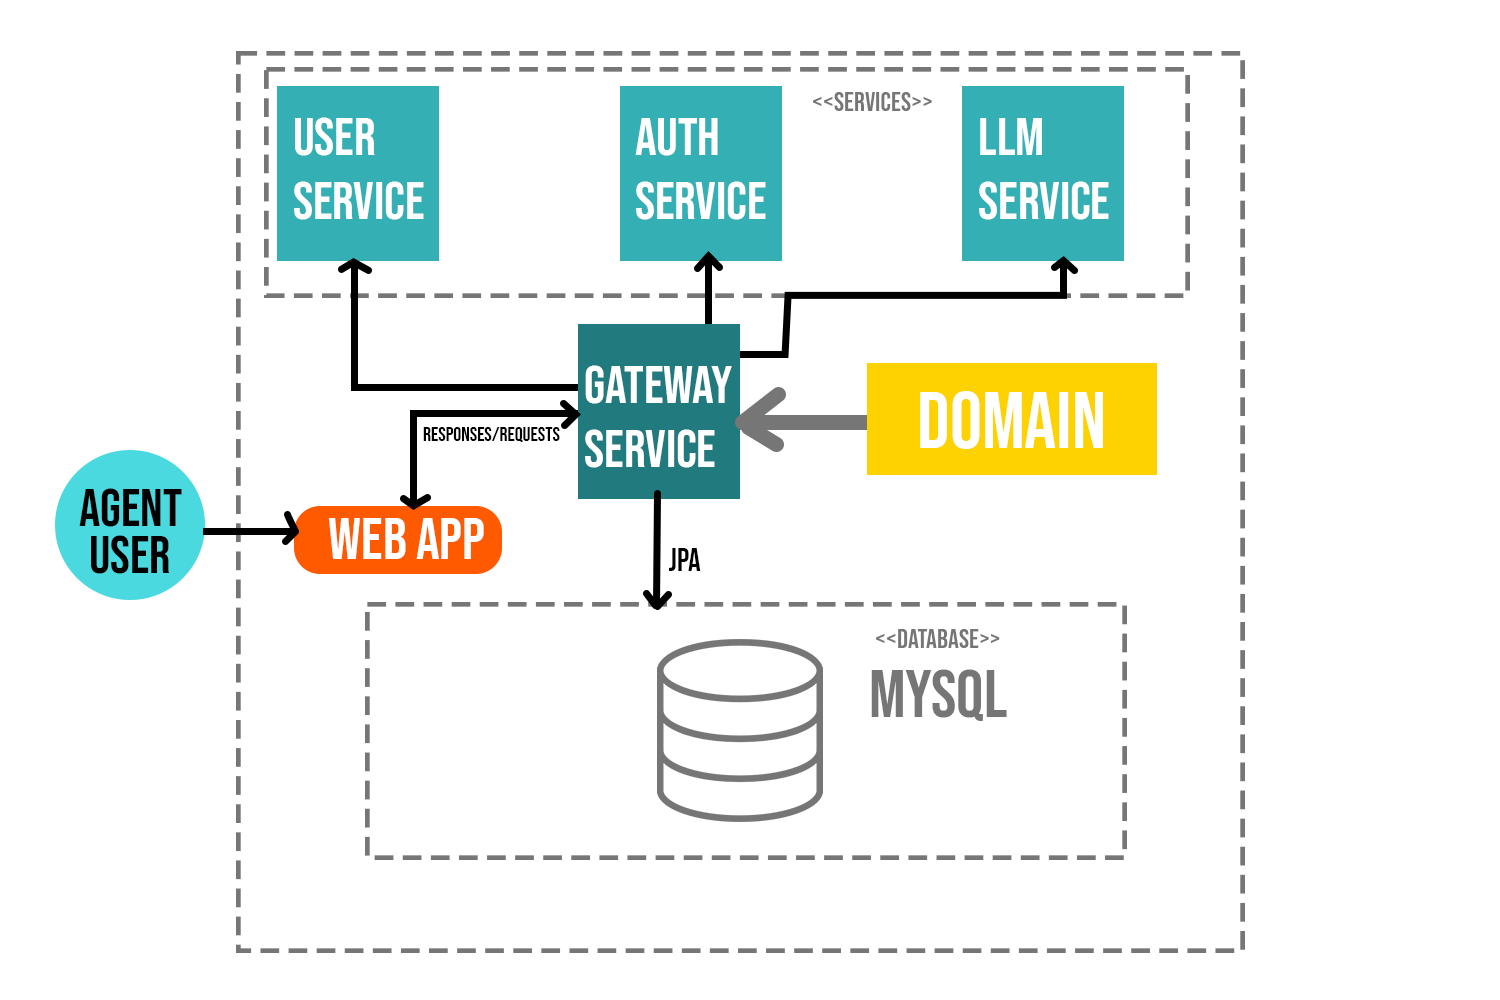 USER
SERVICE
AUTH
SERVICE
<<SERVICES>>
LLM
SERVICE
GATEWAY
SERVICE
DOMAIN
RESPONSES/REQUESTS
AGENT
USER
WEB APP
JPA
<<DATABASE>>
MYSQL